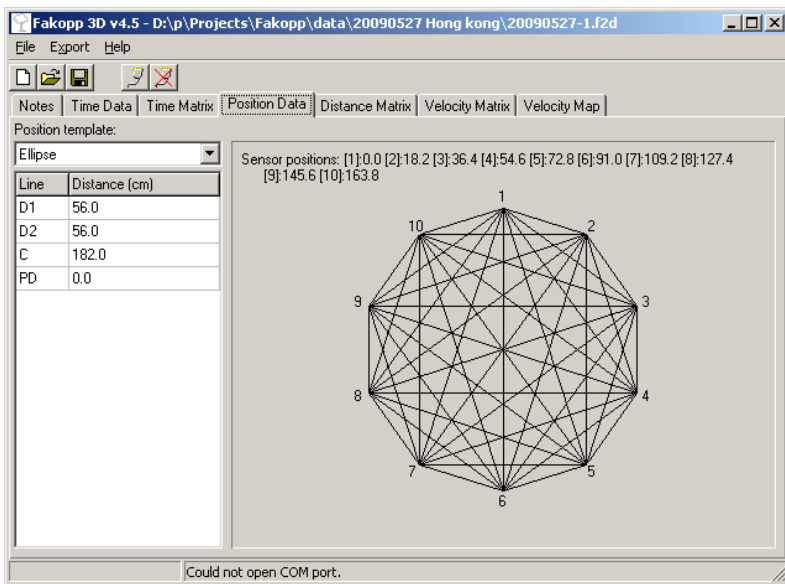 Fakopp 3D v4.5 - D:\p\Projects\Fakopp\data\20090527 Hong kong\20090527-1.f2d
File Export Help
Notes Time Data Time Matrix Position Data Distance Matrix Velocity Matrix Velocity Map
Position template:
Ellipse
Line Distance (cm)
D1 56.0
D2 56.0
C 182.0
PD 0.0
Sensor positions: [1]:0.0 [2]:18.2 [3]:36.4 [4]:54.6 [5]:72.8 [6]:91.0 [7]:109.2 [8]:127.4
[9]:145.6 [10]:163.8
1
10 2
9 3
8 4
7 5
6
Could not open COM port.